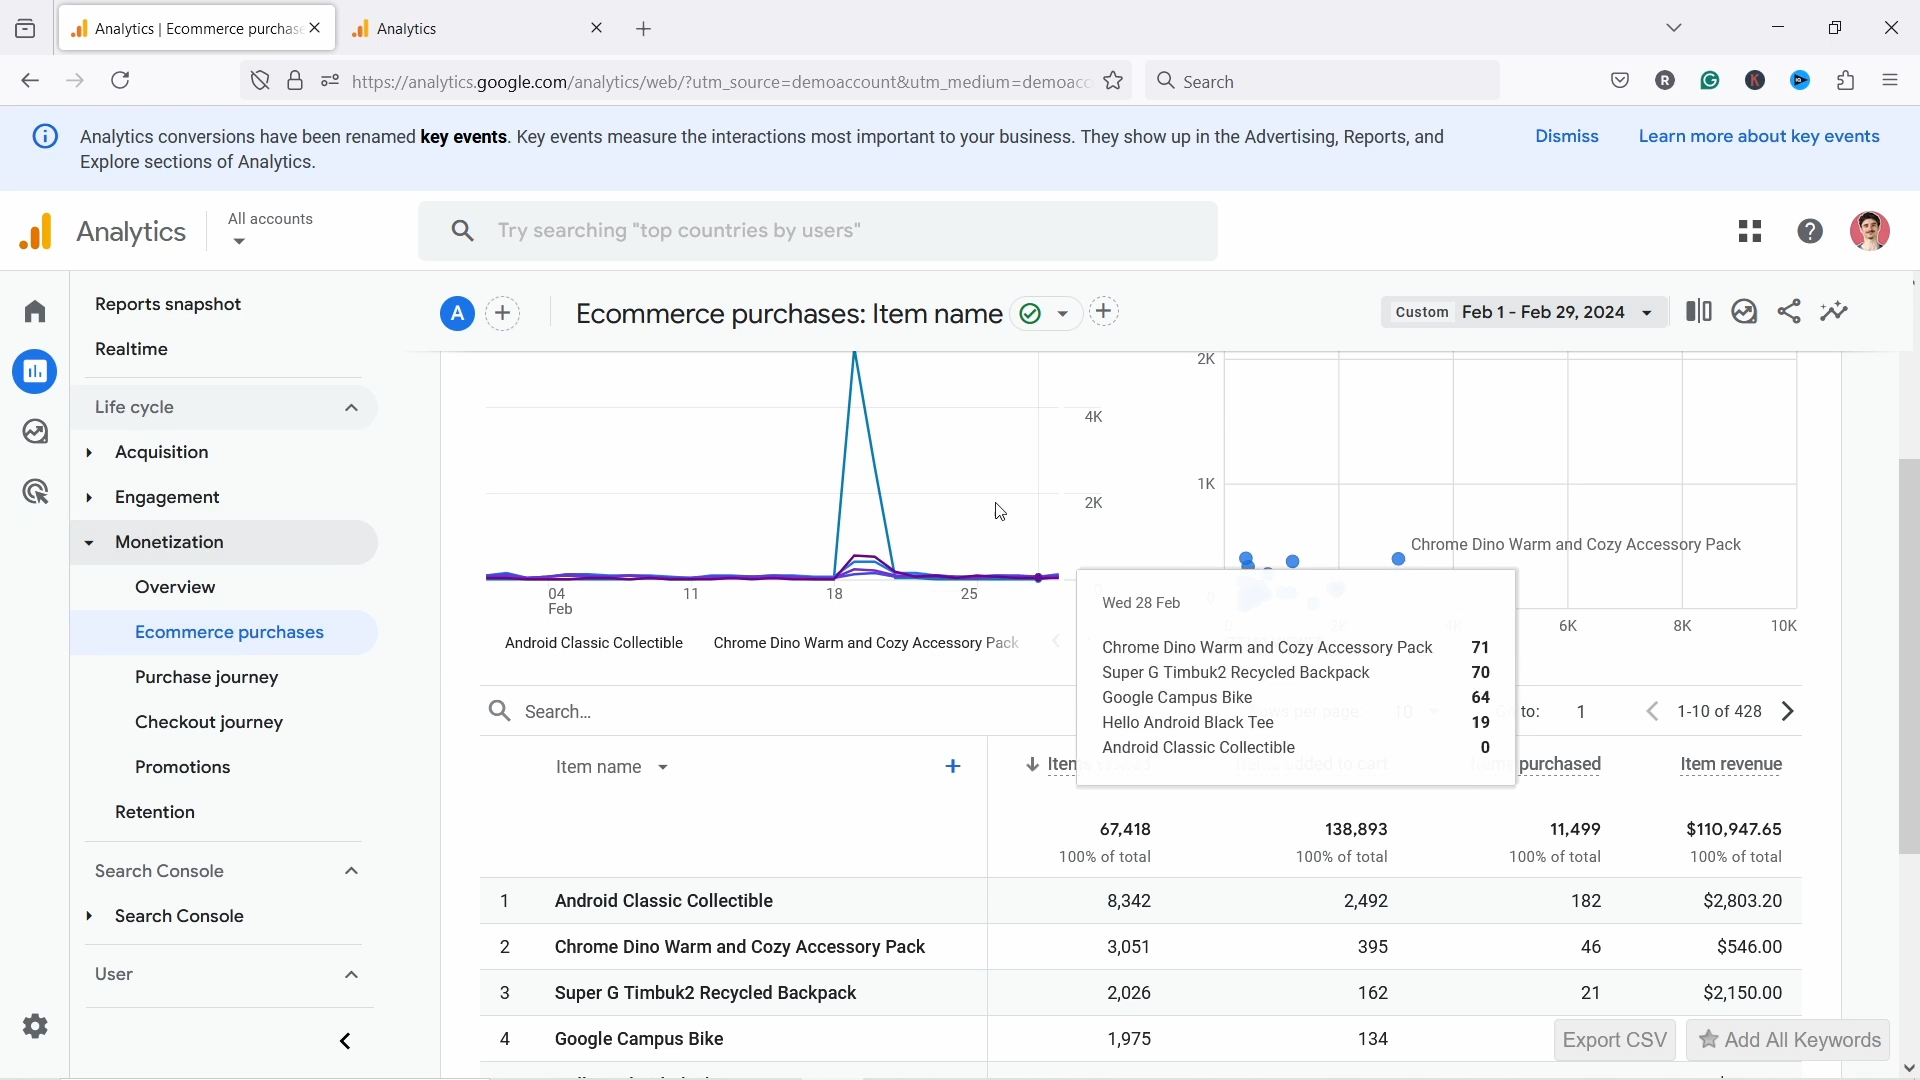 Analytics | Ecommerce purchas
Analytics
https://analytics.google.com/analytics/web/?utm_source=demoaccount&utm_medium=demoacc
Search
Analytics conversions have been renamed key events. Key events measure the interactions most important to your business. They show up in the Advertising, Reports, and
Explore sections of Analytics.
Dismiss
Learn more about key events
Analytics
All accounts
Try searching "top countries by users"
Reports snapshot
Realtime
Life cycle
Acquisition
Engagement
Monetization
Overview
Ecommerce purchases
Purchase journey
Checkout journey
Promotions
Retention
Search Console
Search Console
User
A
Ecommerce purchases: Item name
Custom Feb 1 - Feb 29, 2024
4K
2K
04
Feb
11
18
25
Android Classic Collectible
Chrome Dino Warm and Cozy Accessory Pack
2K
1K
Chrome Dino Warm and Cozy Accessory Pack
6K
8K
10K
Wed 28 Feb
Chrome Dino Warm and Cozy Accessory Pack 71
Super G Timbuk2 Recycled Backpack 70
Google Campus Bike 64
Hello Android Black Tee 19
Android Classic Collectible 0
Search...
to: 1
1-10 of 428
Item name
purchased
Item revenue
67,418 138,893 11,499 $110,947.65
100% of total 100% of total 100% of total 100% of total
1 Android Classic Collectible 8,342 2,492 182 $2,803.20
2 Chrome Dino Warm and Cozy Accessory Pack 3,051 395 46 $546.00
3 Super G Timbuk2 Recycled Backpack 2,026 162 21 $2,150.00
4 Google Campus Bike 1,975 134
Export CSV
Add All Keywords